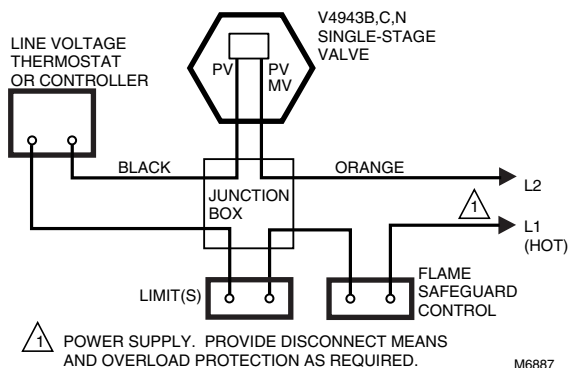 V4943B,C,N
SINGLE-STAGE
VALVE
LINE VOLTAGE
THERMOSTAT
OR CONTROLLER
PV
PV
MV
BLACK
ORANGE
L2
JUNCTION
BOX
1
L1
(HOT)
LIMIT(S)
FLAME
SAFEGUARD
CONTROL
1 POWER SUPPLY. PROVIDE DISCONNECT MEANS
AND OVERLOAD PROTECTION AS REQUIRED.
M6887